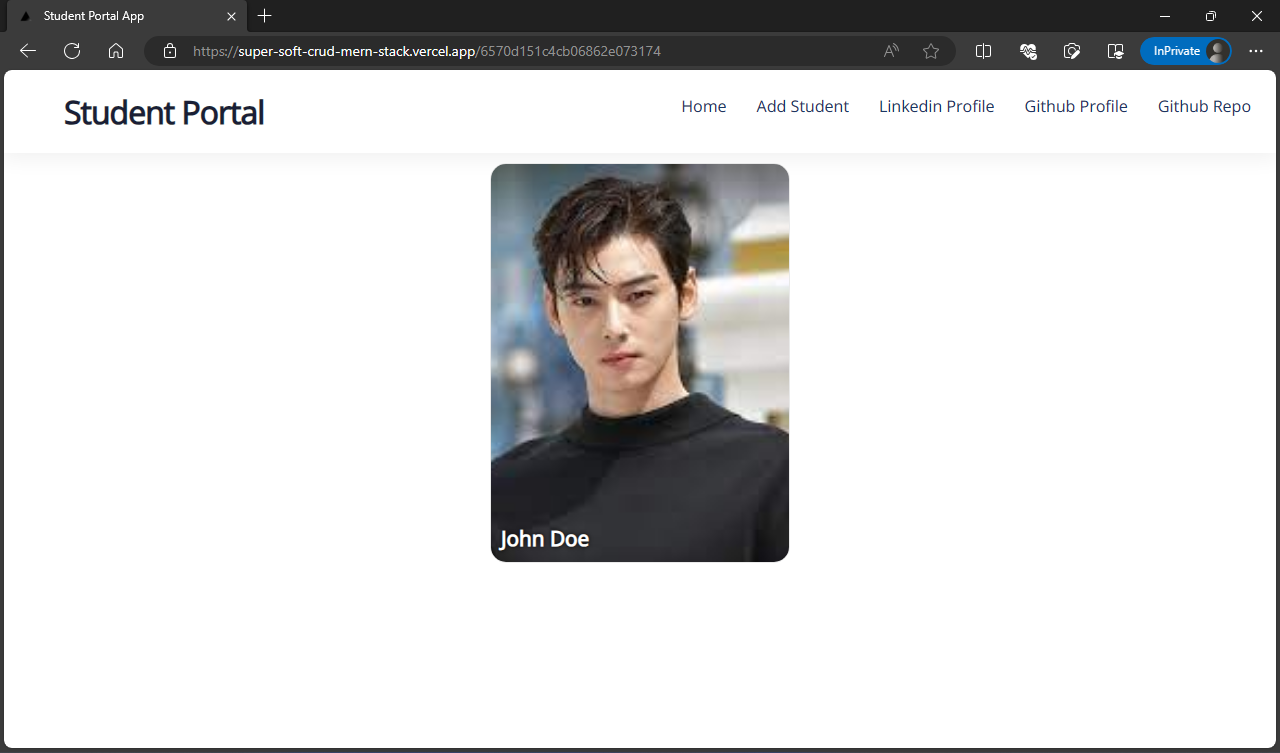 Student Portal App
https://super-soft-crud-mern-stack.vercel.app/6570d151c4cb06862e073174
InPrivate
Student Portal
Home Add Student Linkedin Profile Github Profile Github Repo
John Doe